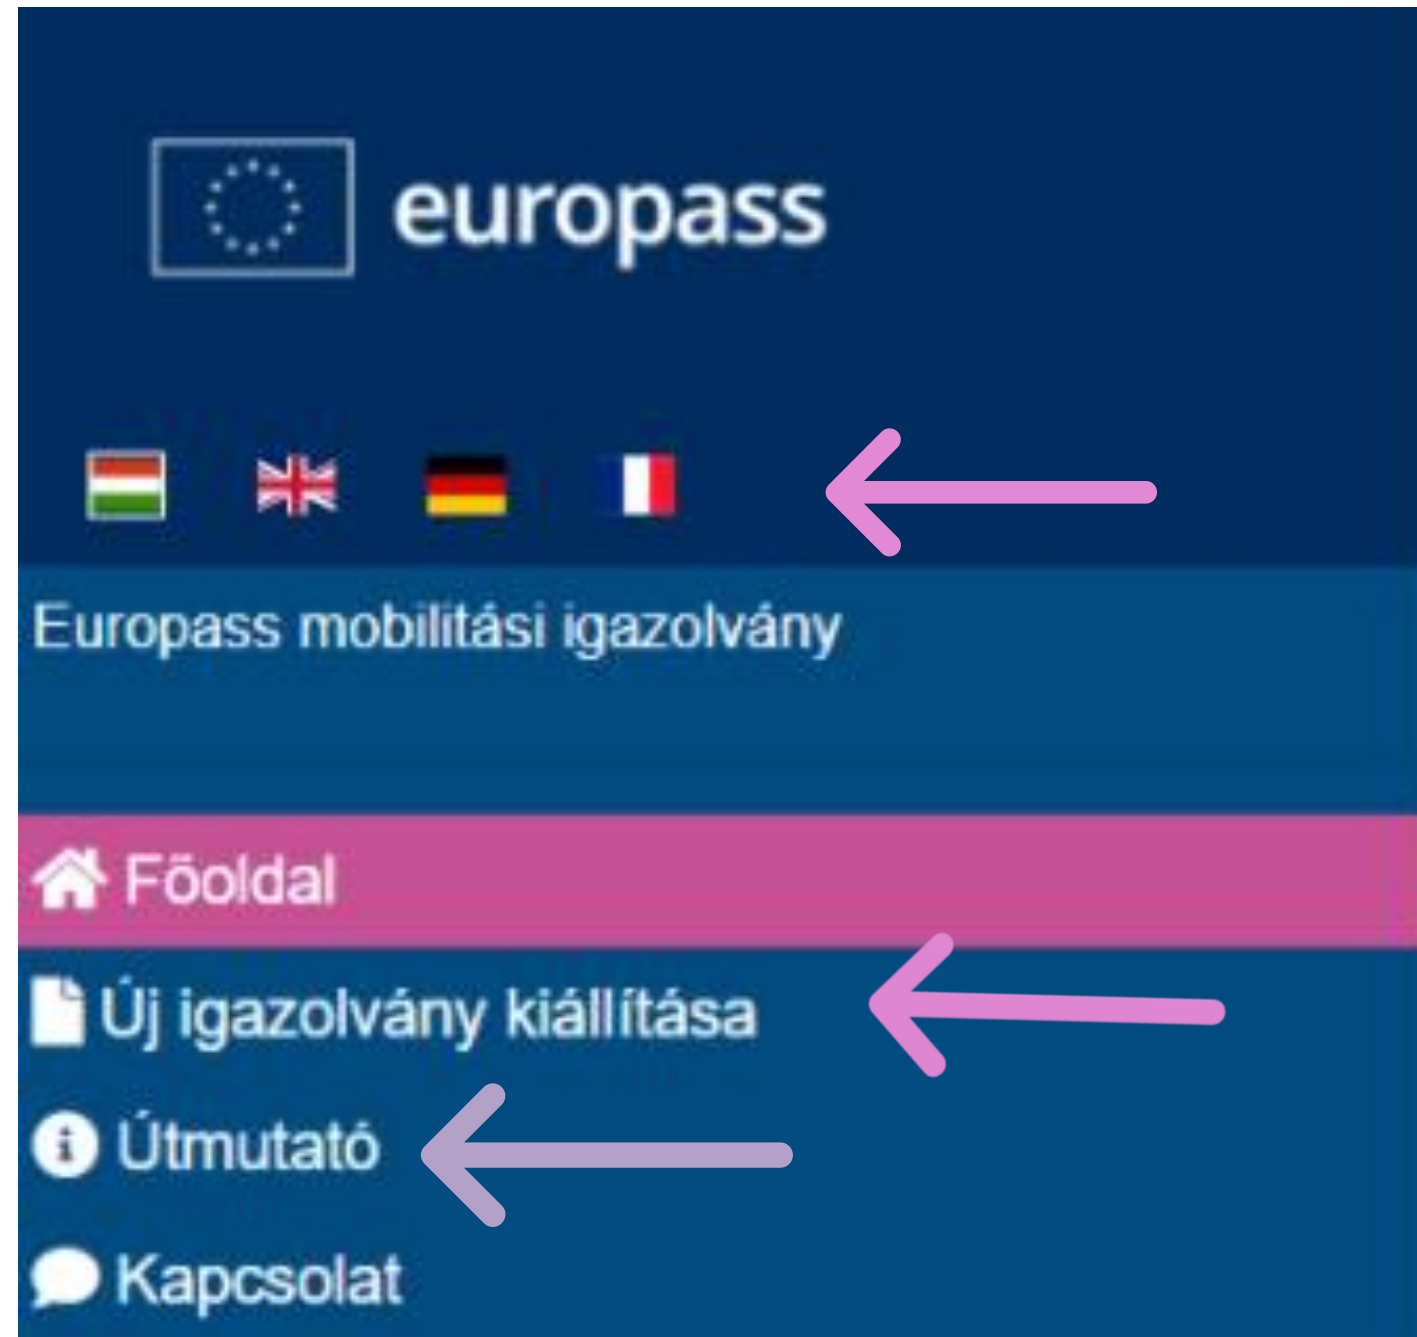 europass
Europass mobilitási igazolvány
Főoldal
Új igazolvány kiállítása
Útmutató
Kapcsolat